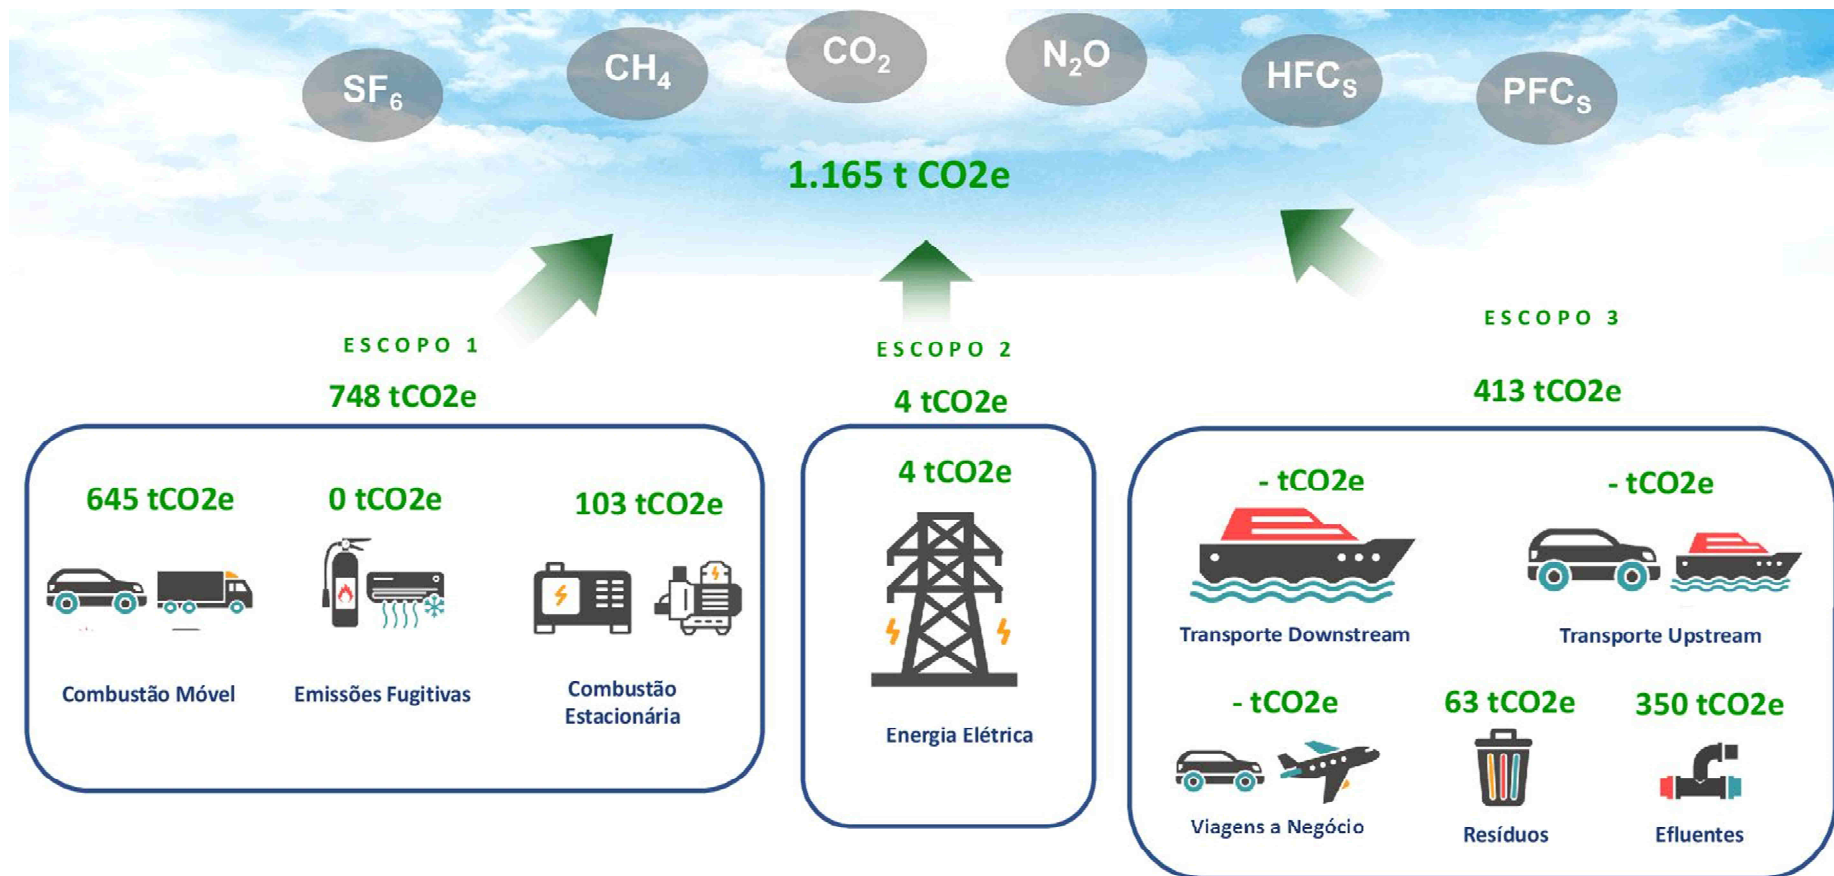 SF₆
CH₄
CO₂
N₂O
HFCₛ
PFCₛ
1.165 t CO2e
ESCOPO 1
748 tCO2e
645 tCO2e
0 tCO2e
103 tCO2e
Combustão Móvel
Emissões Fugitivas
Combustão
Estacionária
ESCOPO 2
4 tCO2e
4 tCO2e
Energia Elétrica
ESCOPO 3
413 tCO2e
- tCO2e
- tCO2e
Transporte Downstream
Transporte Upstream
- tCO2e
63 tCO2e
350 tCO2e
Viagens a Negócio
Resíduos
Efluentes